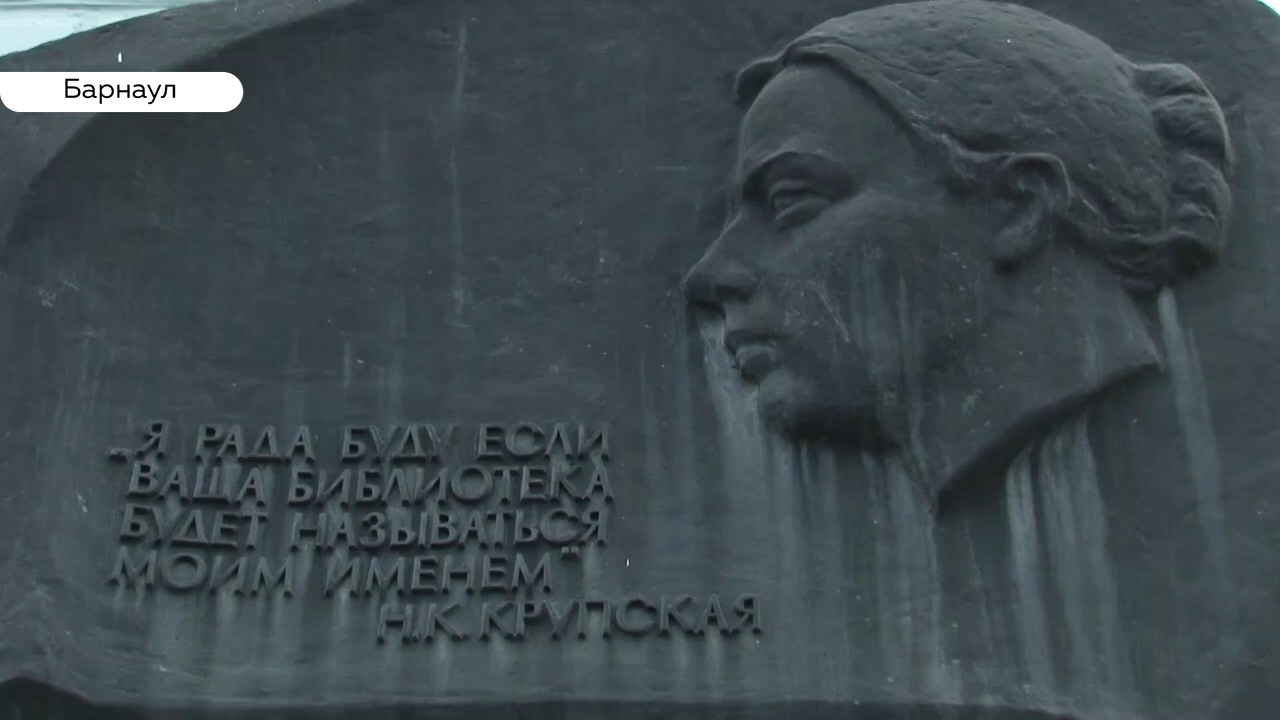 Барнаул
„Я РАДА БУДУ ЕСЛИ
ВАША БИБЛИОТЕКА
БУДЕТ НАЗЫВАТЬСЯ
МОИМ ИМЕНЕМ“
Н.К. КРУПСКАЯ